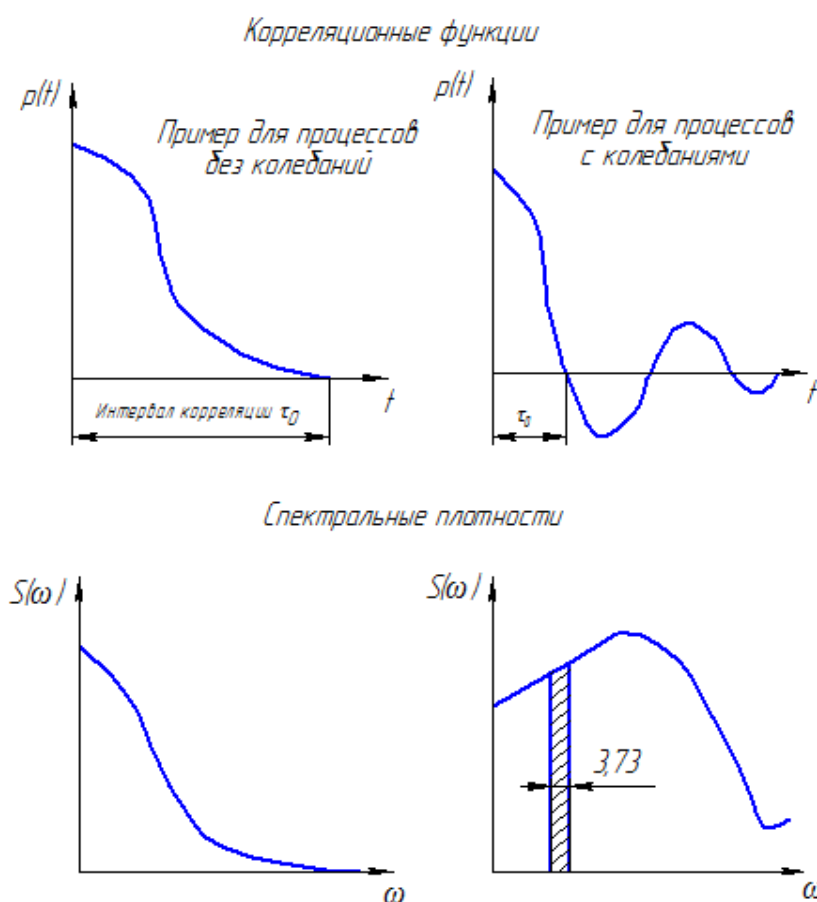 Корреляционные функции
p(t)
Пример для процессов
без колебаний
t
Интервал корреляции τ0
p(t)
Пример для процессов
с колебаниями
t
τ0
Спектральные плотности
S(ω)
ω
S(ω)
3,73
ω